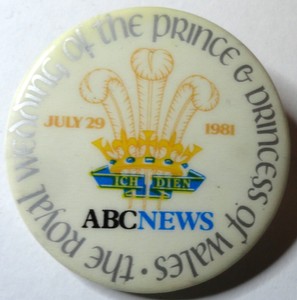 the Royal wedding of the Prince & Princess of Wales •
JULY 29 1981
ICH DIEN
ABCNEWS